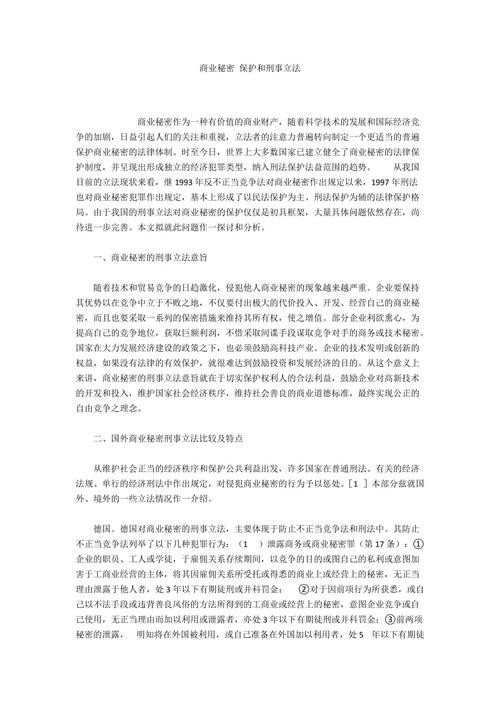 商业秘密 保护和刑事立法
商业秘密作为一种有价值的商业财产，随着科学技术的发展和国际经济竞
争的加剧，日益引起人们的关注和重视，立法者的注意力普遍转向制定一个更适当的普遍
保护商业秘密的法律体制。时至今日，世界上大多数国家已建立健全了商业秘密的法律保
护制度，并呈现出形成独立的经济犯罪类型，纳入刑法保护法益范围的趋势。 从我国
目前的立法现状来看，继1993年反不正当竞争法对商业秘密作出规定以来，1997年刑法
也对商业秘密犯罪作出规定，基本上形成了以民法保护为主、刑法保护为辅的法律保护格
局。由于我国的刑事立法对商业秘密的保护仅仅是初具框架，大量具体问题依然存在，尚
待进一步完善。本文拟就此问题作一探讨和分析。
一、商业秘密的刑事立法意旨
随着技术和贸易竞争的日趋激化，侵犯他人商业秘密的现象越来越严重。企业要保持
其优势以在竞争中立于不败之地，不仅要付出极大的代价投入、开发、经营自己的商业秘
密，而且也要采取一系列的保密措施来维持其所有权，使之增值。部分企业利欲熏心，为
提高自己的竞争地位，获取巨额利润，不惜采取间谍手段谋取竞争对手的商务或技术秘密。
国家在大力发展经济建设的政策之下，也必须鼓励高科技产业。企业的技术发明或创新的
权益，如果没有法律的有效保护，就很难达到鼓励投资和发展经济的目的。从这个意义上
来讲，商业秘密的刑事立法意旨就在于切实保护权利人的合法利益，鼓励企业对高新技术
的开发和投入，维护国家社会经济秩序，维持社会善良的商业道德标准，最终实现公正的
自由竞争之理念。
二、国外商业秘密刑事立法比较及特点
从维护社会正当的经济秩序和保护公共利益出发，许多国家在普通刑法、有关的经济
法规、单行的经济刑法中作出规定，对侵犯商业秘密的行为予以惩处。［1 ］本部分兹就国
外、境外的一些立法情况作一介绍。
德国。德国对商业秘密的刑事立法，主要体现于防止不正当竞争法和刑法中。其防止
不正当竞争法列举了以下几种犯罪行为：（1 ）泄露商务或商业秘密罪（第17条）：①
企业的职员、工人或学徒，于雇佣关系存续期间，以竞争的目的或图自己的私利或意图加
害于工商业经营的主体，将其因雇佣关系所受托或得悉的商业上或经营上的秘密，无正当
理由泄露于他人者，处3年以下有期徒刑或并科罚金； ②对于因前项行为所获悉，或自
己以不法手段或违背善良风俗的方法所得到的工商业或经营上的秘密，意图企业竞争或自
己使用，无正当理由而加以利用或泄露者，亦处3年以下有期徒刑或并科罚金；③前两项
秘密的泄露， 明知将在外国被利用，或自己准备在外国加以利用者，处5 年以下有期徒